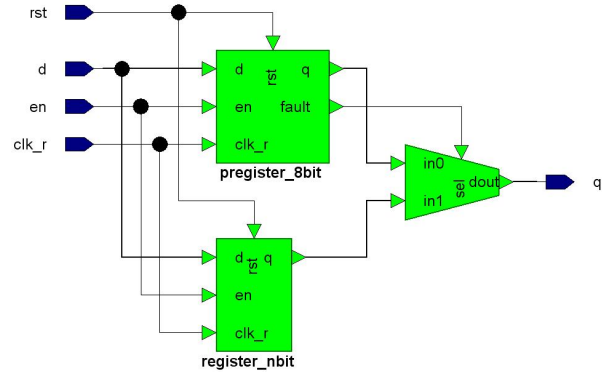 rst
d
en
clk_r
d rst q
en fault
clk_r
pregister_8bit
in0
in1
sel
dout
q
d rst q
en
clk_r
register_nbit